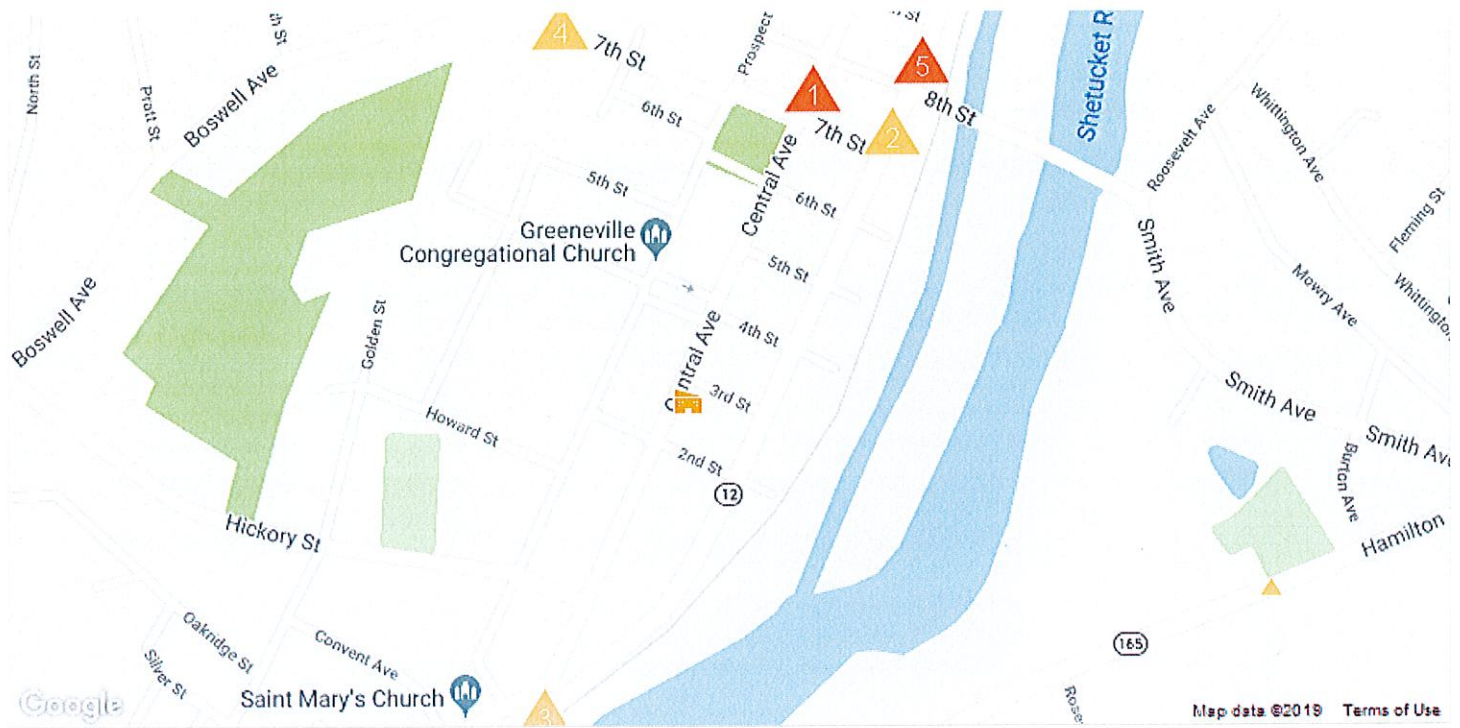 4
7th St
Prospect
5
Shetucket R
North St
Pratt St
Boswell Ave
6th St
1
7th St
2
8th St
Roosevelt Ave
Whittington Ave
Fleming St
5th St
Central Ave
6th St
Greeneville
Congregational Church
5th St
Smith Ave
Mowry Ave
Whittington
Boswell Ave
Golden St
4th St
ntral Ave
3rd St
Howard St
2nd St
12
Smith Ave
Smith Av
Burton Ave
Hickory St
Hamilton
Oakridge St
Convent Ave
Silver St
165
Saint Mary's Church
3
Rose
Google
Map data ©2019
Terms of Use